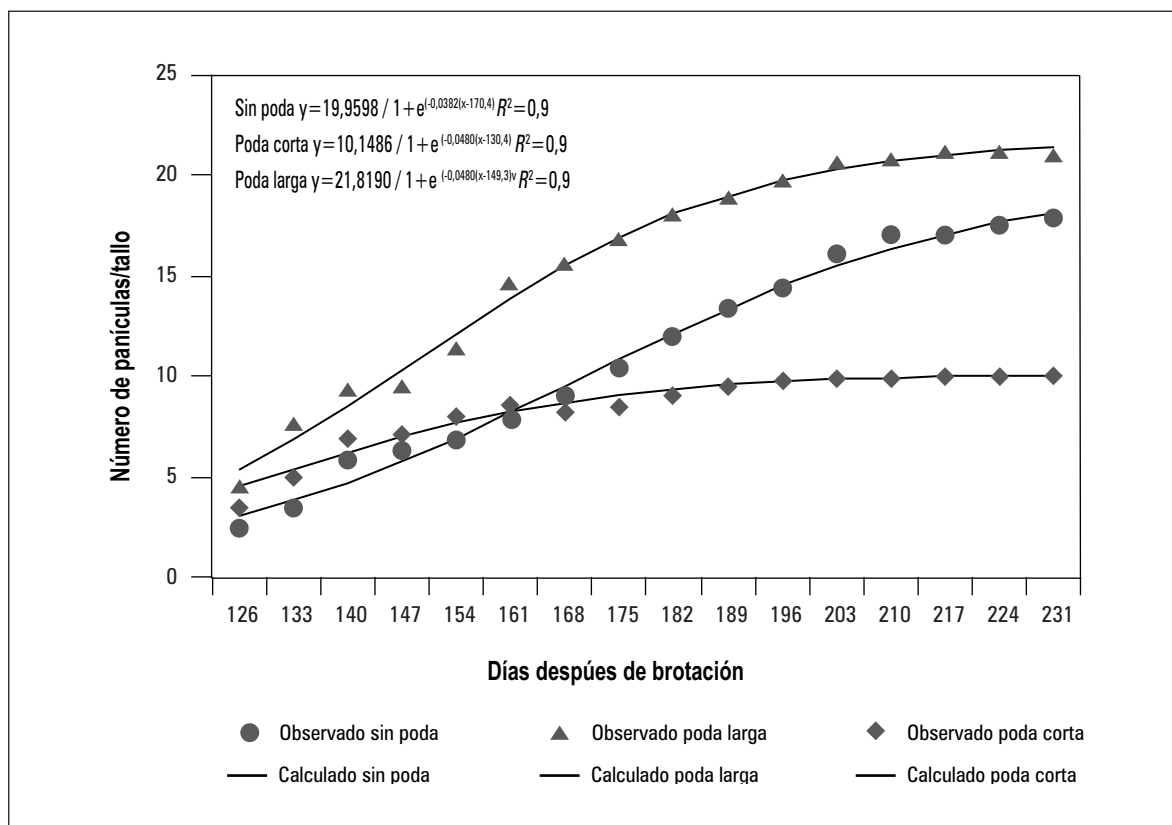 25
20
15
10
5
0
Número de panículas/tallo
Sin poda y=19,9598 / 1+e(-0,0382(x-170,4) R²=0,9
Poda corta y=10,1486 / 1+e (-0,0480(x-130,4) R²=0,9
Poda larga y=21,8190 / 1+e (-0,0480(x-149,3)v R²=0,9
126 133 140 147 154 161 168 175 182 189 196 203 210 217 224 231
Días despúes de brotación
Observado sin poda Observado poda larga Observado poda corta
Calculado sin poda Calculado poda larga Calculado poda corta